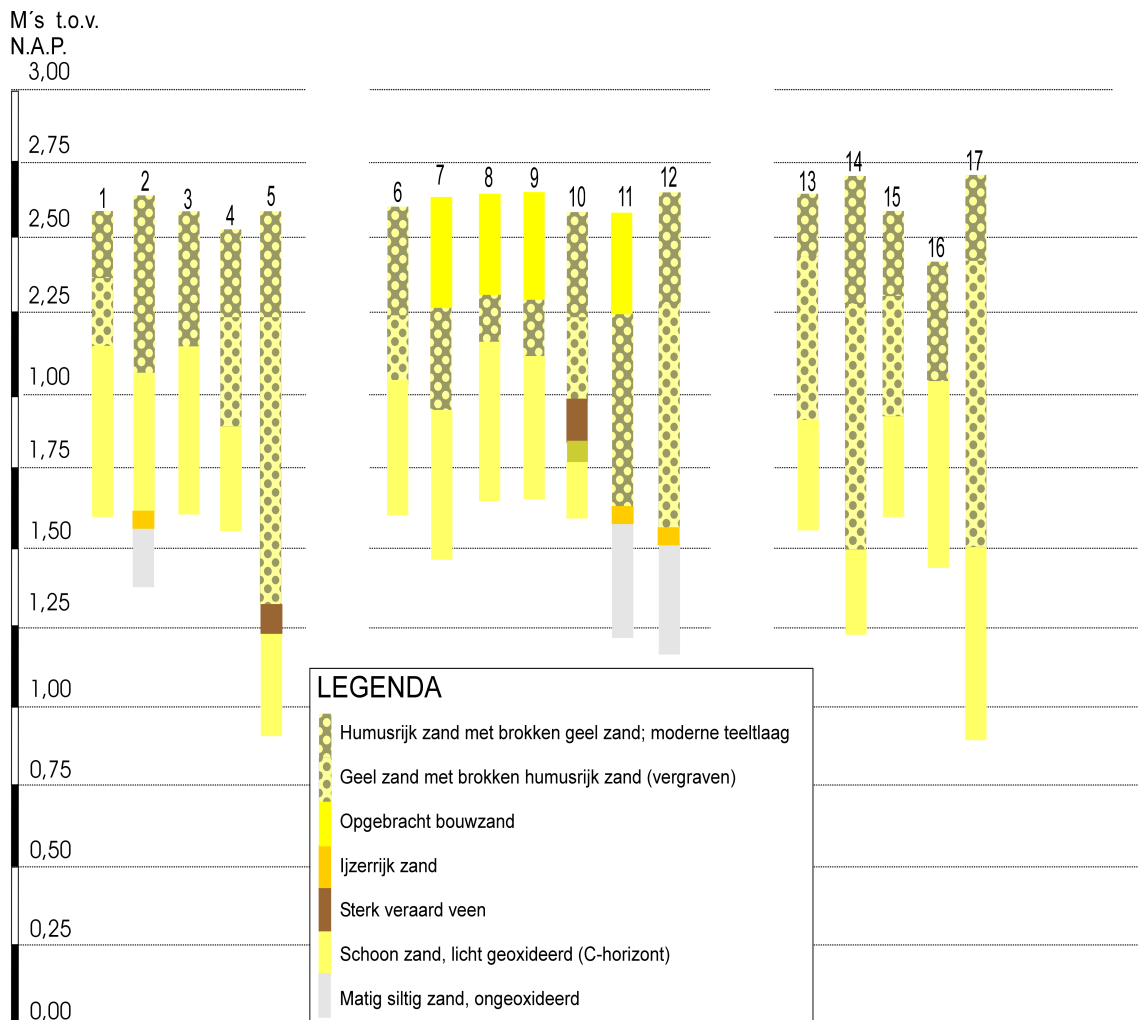 M´s t.o.v.
N.A.P.
3,00
2,75
1 2 3 4 5 6 7 8 9 10 11 12 13 14 15 16 17
2,50
2,25
1,00
1,75
1,50
1,25
1,00
0,75
0,50
0,25
0,00
LEGENDA
Humusrijk zand met brokken geel zand; moderne teeltlaag
Geel zand met brokken humusrijk zand (vergraven)
Opgebracht bouwzand
Ijzerrijk zand
Sterk veraard veen
Schoon zand, licht geoxideerd (C-horizont)
Matig siltig zand, ongeoxideerd